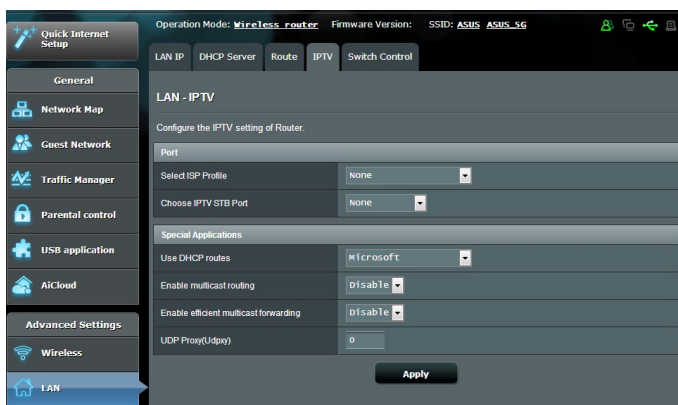 Quick Internet
Setup
Operation Mode: Wireless router Firmware Version: SSID: ASUS ASUS_5G
LAN IP DHCP Server Route IPTV Switch Control
General
Network Map
Guest Network
Traffic Manager
Parental control
USB application
AiCloud
Advanced Settings
Wireless
LAN
LAN - IPTV
Configure the IPTV setting of Router.
Port
Select ISP Profile None
Choose IPTV STB Port None
Special Applications
Use DHCP routes Microsoft
Enable multicast routing Disable
Enable efficient multicast forwarding Disable
UDP Proxy(Udpxy) 0
Apply